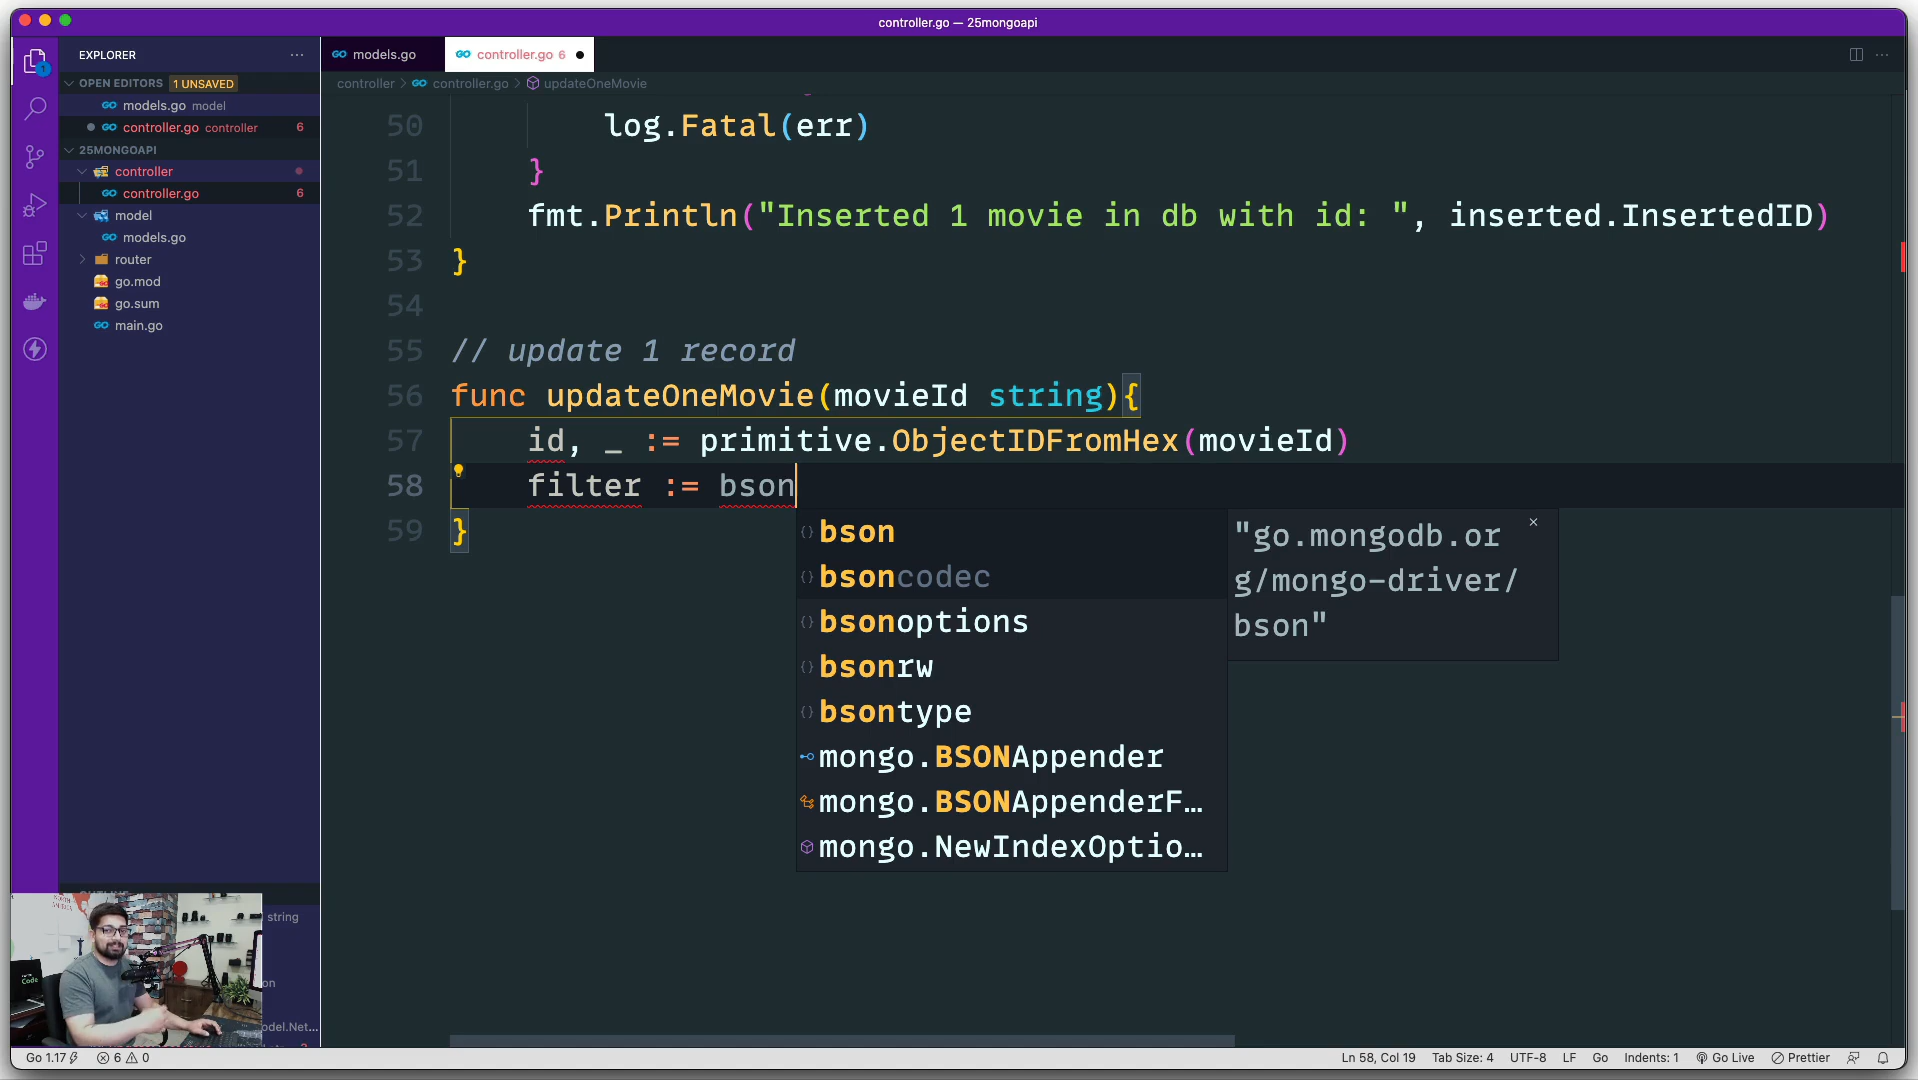 controller.go — 25mongoapi
EXPLORER
models.go
controller.go 6
OPEN EDITORS 1 UNSAVED
controller > controller.go > updateOneMovie
models.go model
controller.go controller 6
25MONGOAPI
controller
controller.go 6
model
models.go
router
go.mod
go.sum
main.go
50 log.Fatal(err)
51 }
52 fmt.Println("Inserted 1 movie in db with id: ", inserted.InsertedID)
53 }
54
55 // update 1 record
56 func updateOneMovie(movieId string){
57 id, _ := primitive.ObjectIDFromHex(movieId)
58 filter := bson
59 }
bson
bsoncodec
bsonoptions
bsonrw
bsontype
mongo.BSONAppender
mongo.BSONAppenderF...
mongo.NewIndexOptio...
"go.mongodb.or
g/mongo-driver/
bson"
string
on
odel.Net...
Go 1.17 6 0
Ln 58, Col 19 Tab Size: 4 UTF-8 LF Go Indents: 1 Go Live Prettier